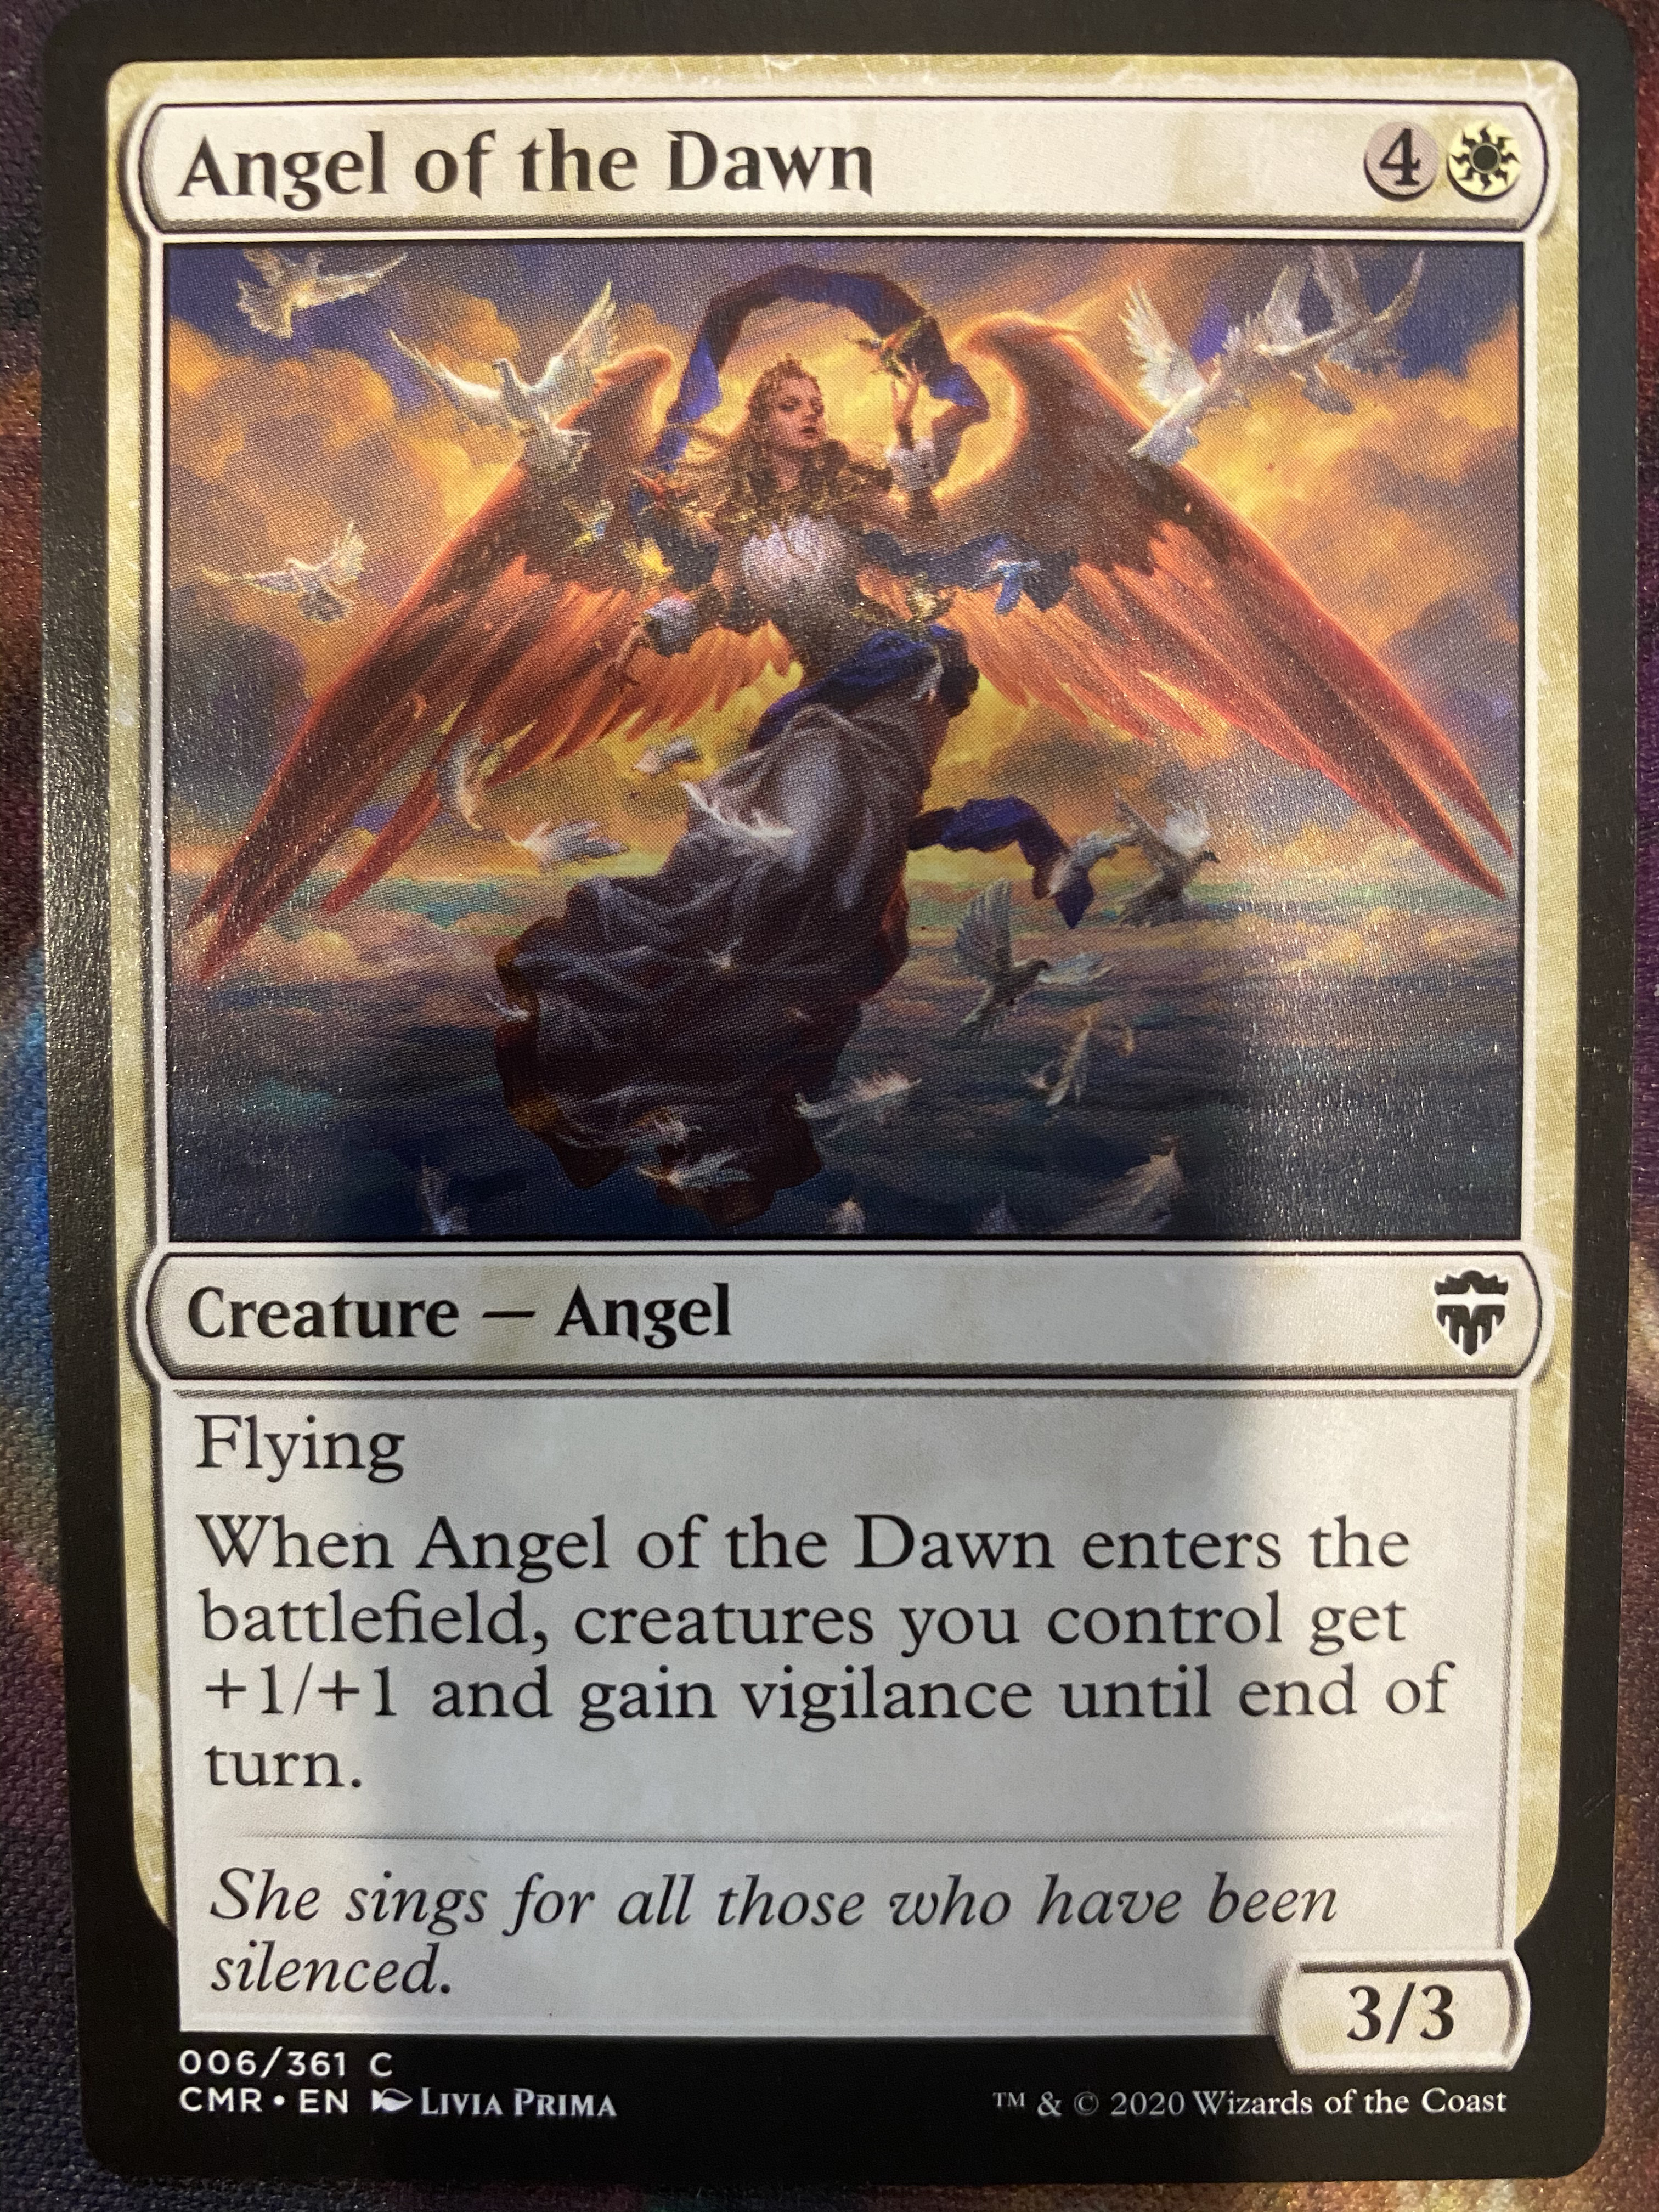 Angel of the Dawn 4
Creature — Angel
Flying
When Angel of the Dawn enters the
battlefield, creatures you control get
+1/+1 and gain vigilance until end of
turn.
She sings for all those who have been
silenced.
3/3
006/361 C
CMR • EN LIVIA PRIMA
™ & © 2020 Wizards of the Coast